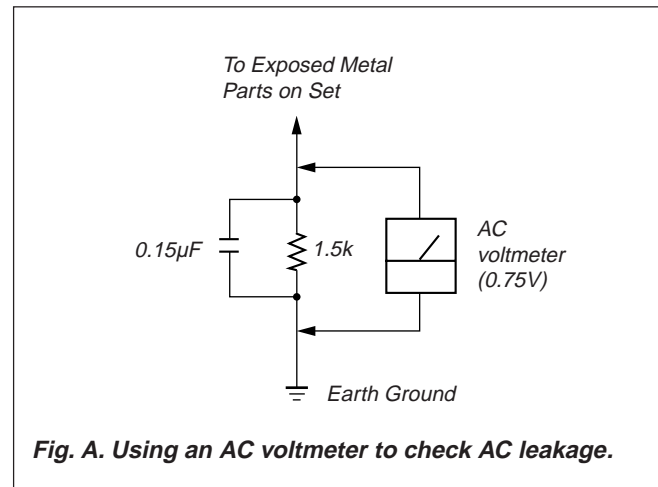 To Exposed Metal
Parts on Set
0.15µF
1.5k
AC
voltmeter
(0.75V)
Earth Ground
Fig. A. Using an AC voltmeter to check AC leakage.